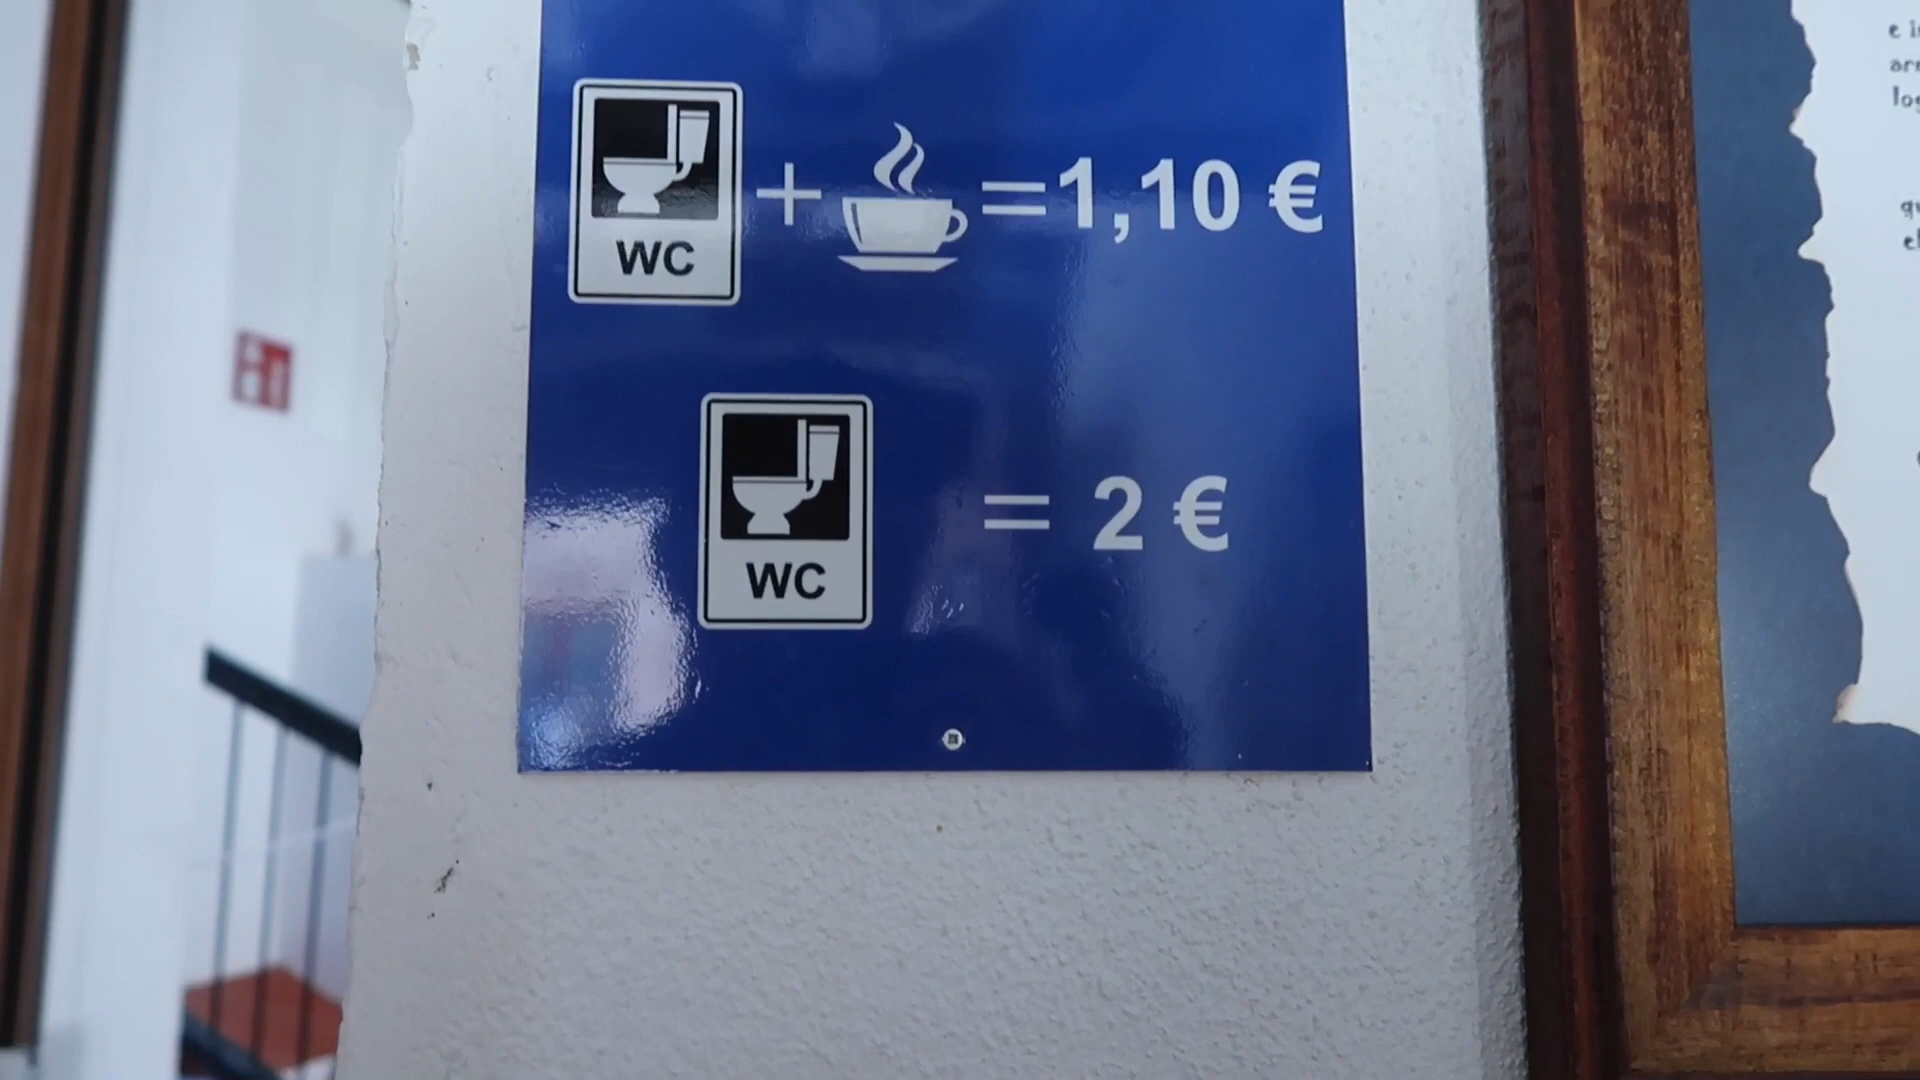 WC + = 1,10 €
WC = 2 €